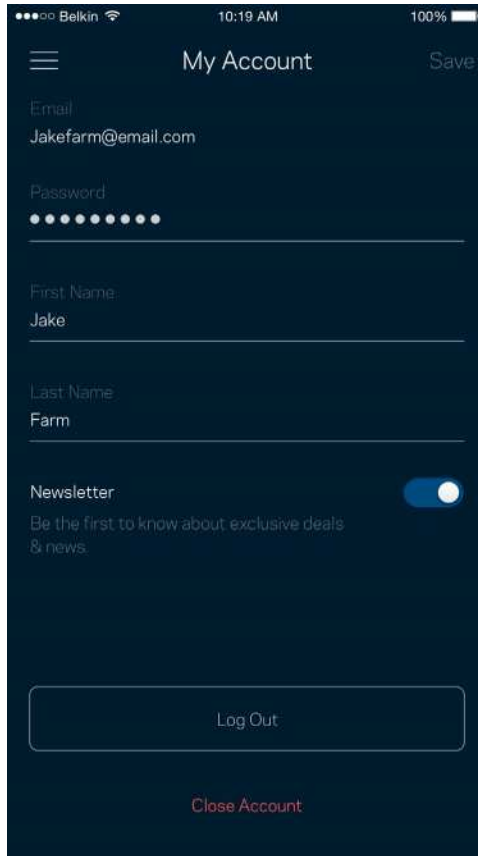 Belkin 10:19 AM 100%
My Account Save
Email
Jakefarm@email.com
Password
First Name
Jake
Last Name
Farm
Newsletter
Be the first to know about exclusive deals
& news.
Log Out
Close Account